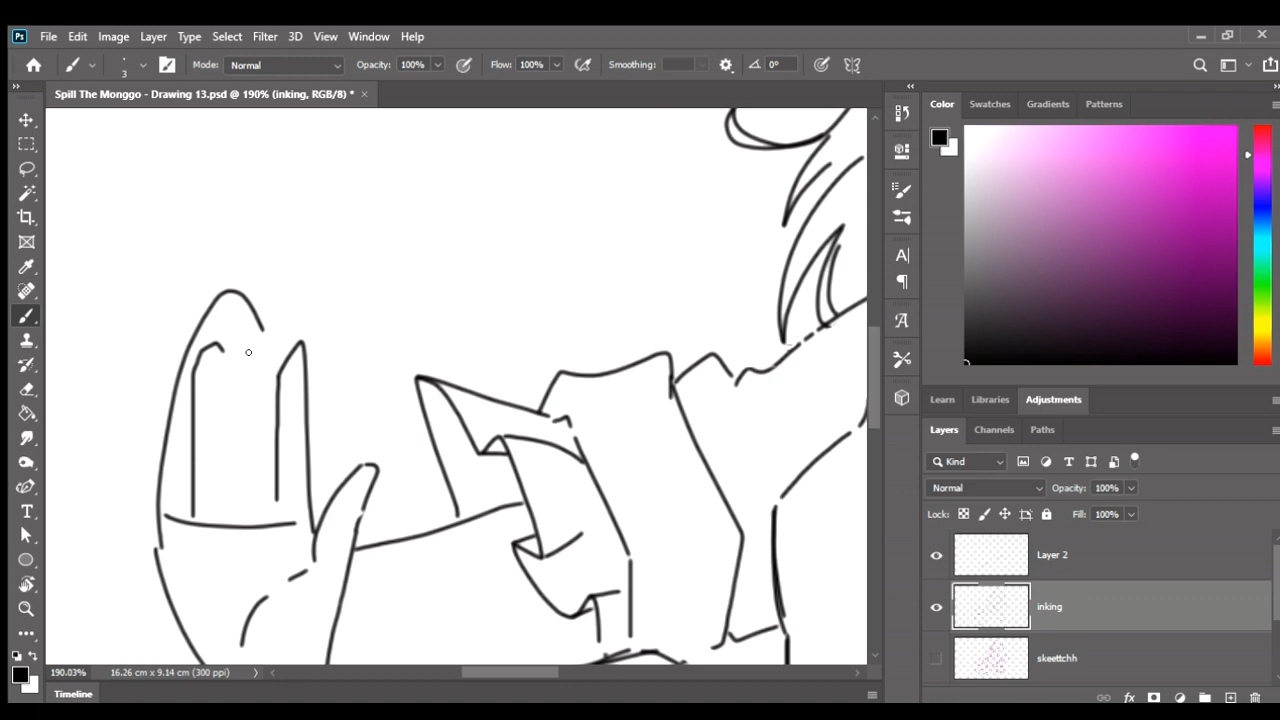 Ps File Edit Image Layer Type Select Filter 3D View Window Help
3 Mode: Normal Opacity: 100% Flow: 100% Smoothing: 0°
Spill The Monggo - Drawing 13.psd @ 190% (inking, RGB/8) *
Color Swatches Gradients Patterns
Learn Libraries Adjustments
Layers Channels Paths
Kind
Normal Opacity: 100%
Lock: Fill: 100%
Layer 2
inking
skeettchh
190.03% 16.26 cm x 9.14 cm (300 ppi)
Timeline